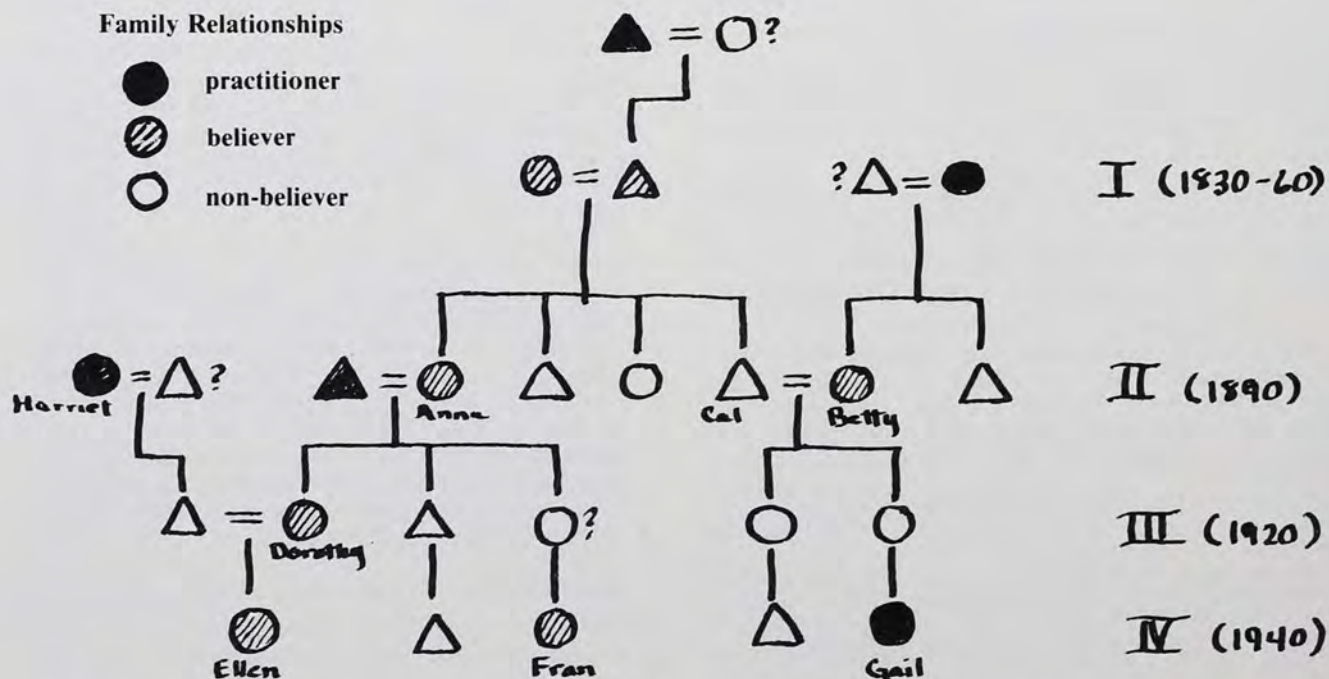 Family Relationships
practitioner
believer
non-believer
?
? I (1830-60)
Harriet ? Anna Cal Betty II (1890)
Dorothy ? III (1920)
Ellen Fran Gail IV (1940)